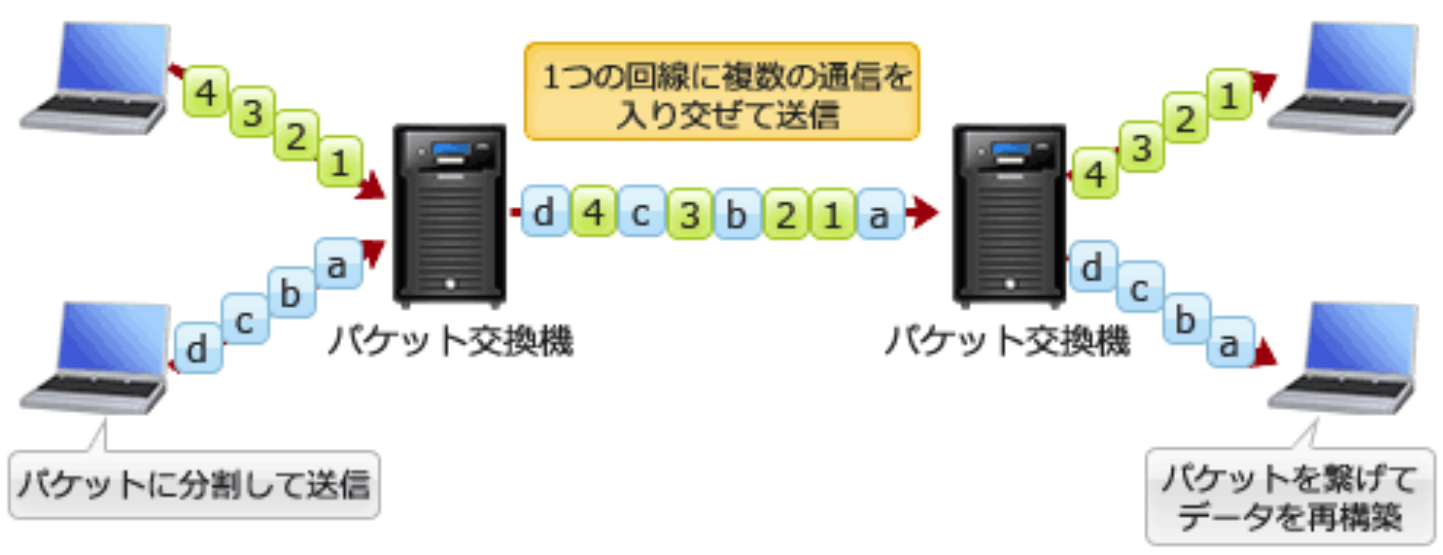 1つの回線に複数の通信を
入り交ぜて送信
4
3
2
1
d
c
b
a
パケット交換機
d 4 c 3 b 2 1 a
パケット交換機
4
3
2
1
d
c
b
a
パケットに分割して送信
パケットを繋げて
データを再構築